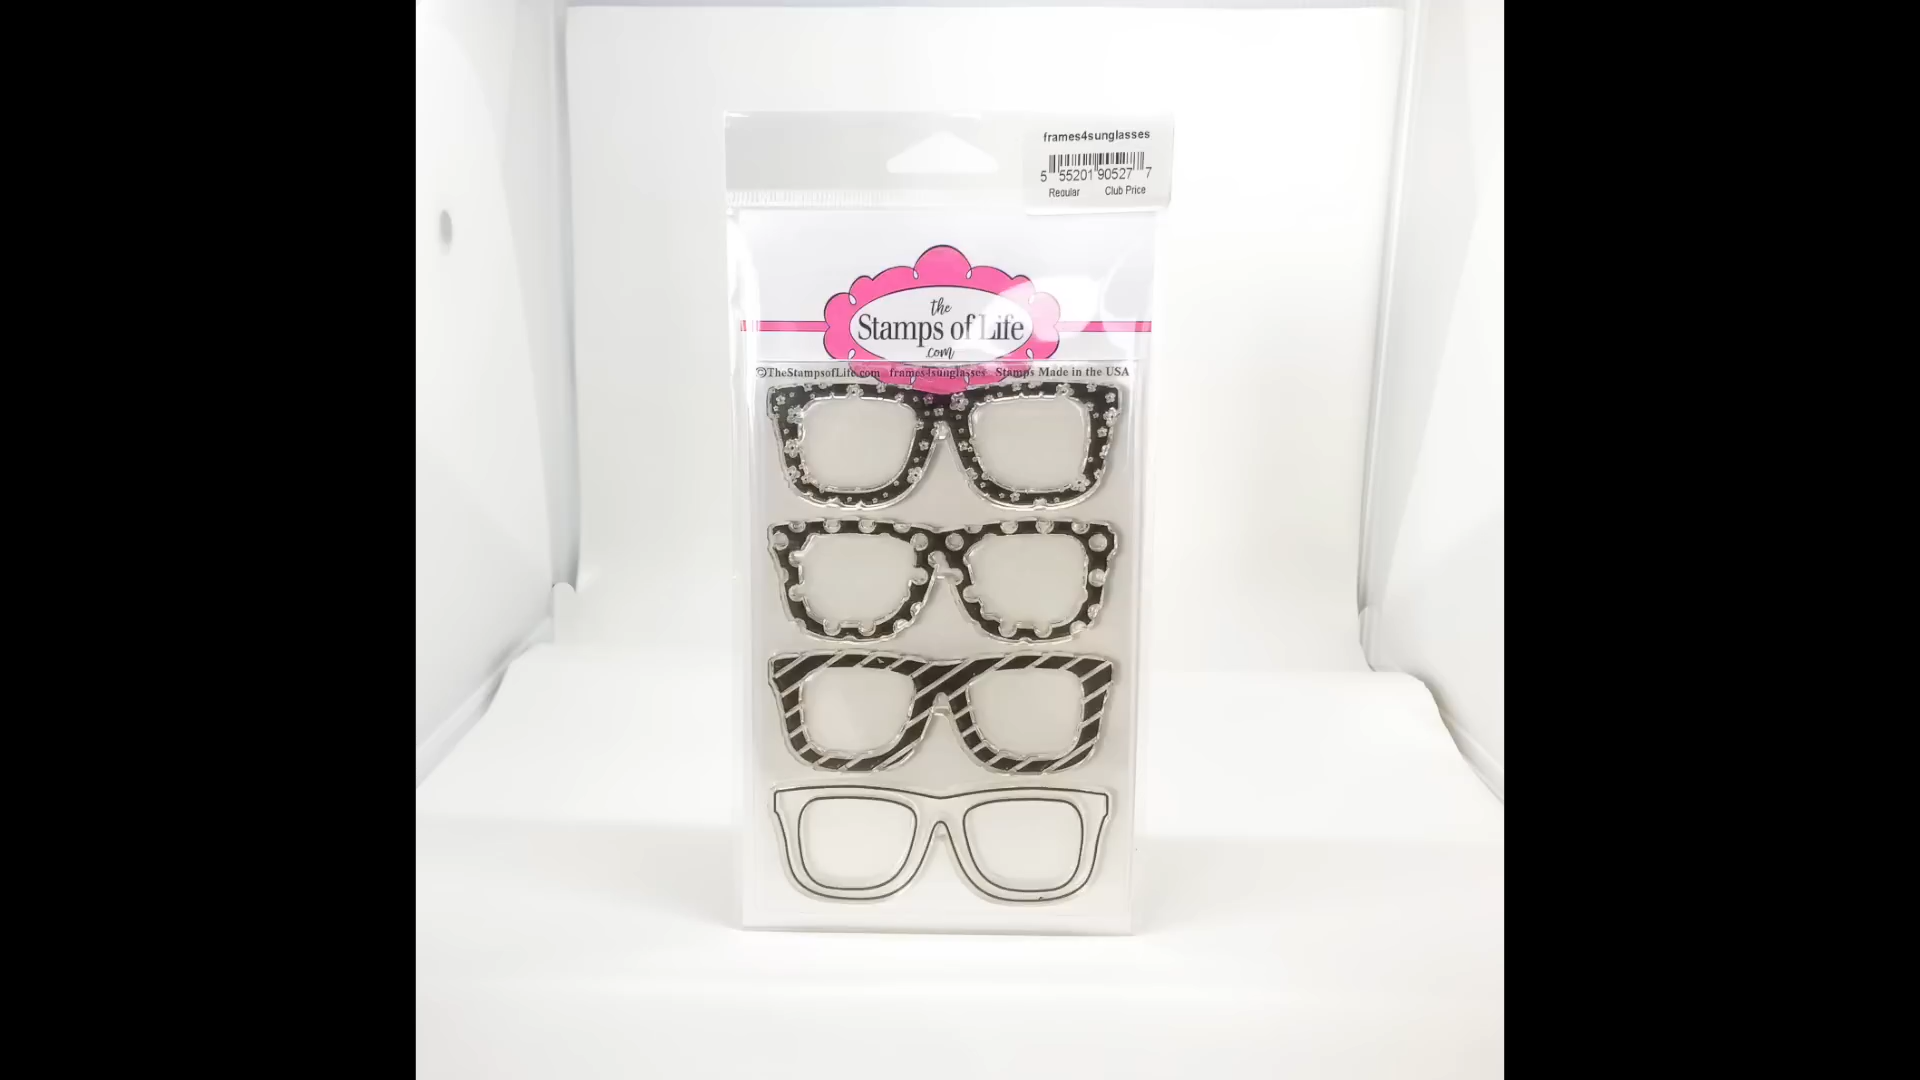 frames4sunglasses
5 55201 90527 7
Regular Club Price
the
Stamps of Life
.com
©TheStampsofLife.com frames4sunglasses Stamps Made in the USA